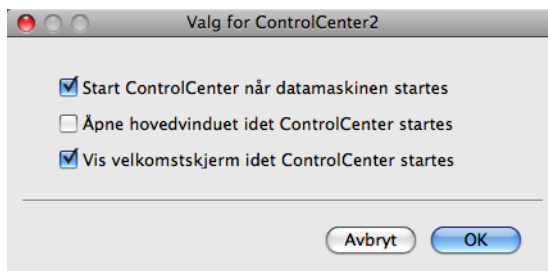 Valg for ControlCenter2
Start ControlCenter når datamaskinen startes
Åpne hovedvinduet idet ControlCenter startes
Vis velkomstskjerm idet ControlCenter startes
Avbryt
OK